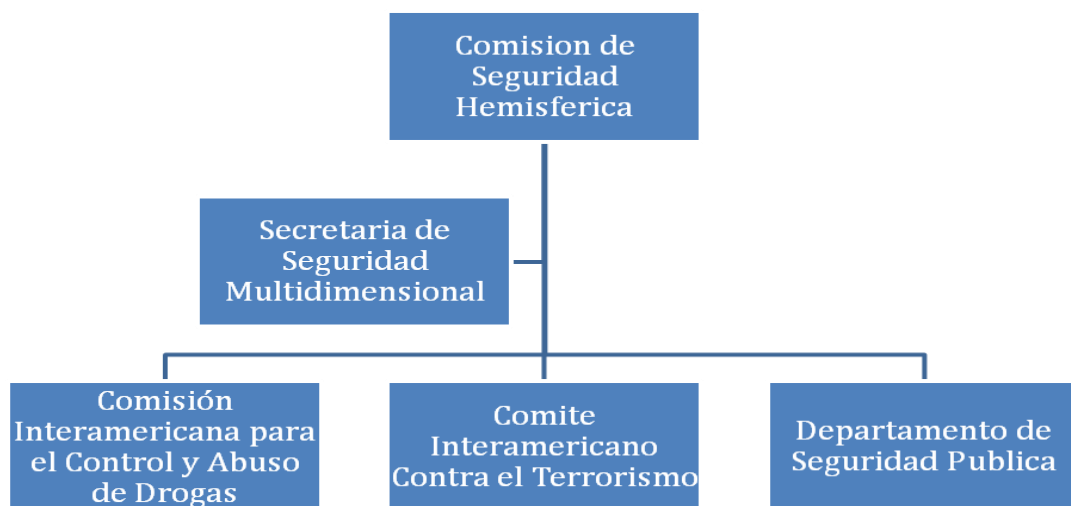 Comision de
Seguridad
Hemisferica
Secretaria de
Seguridad
Multidimensional
Comisión
Interamericana para
el Control y Abuso
de Drogas
Comite
Interamericano
Contra el Terrorismo
Departamento de
Seguridad Publica